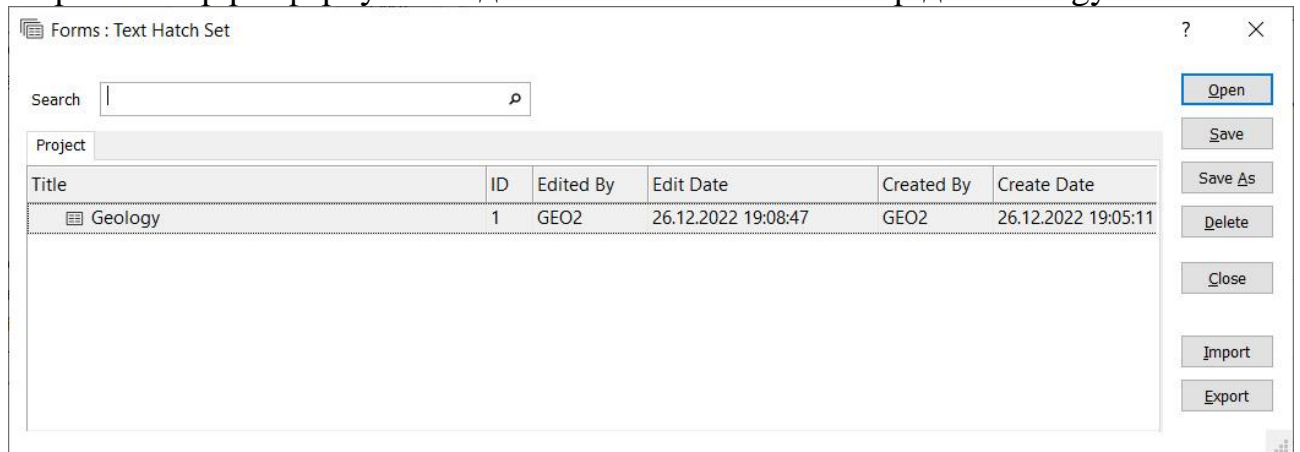 Forms : Text Hatch Set
?
Search
Open
Project
Save
Title ID Edited By Edit Date Created By Create Date
Save As
Geology 1 GEO2 26.12.2022 19:08:47 GEO2 26.12.2022 19:05:11
Delete
Close
Import
Export